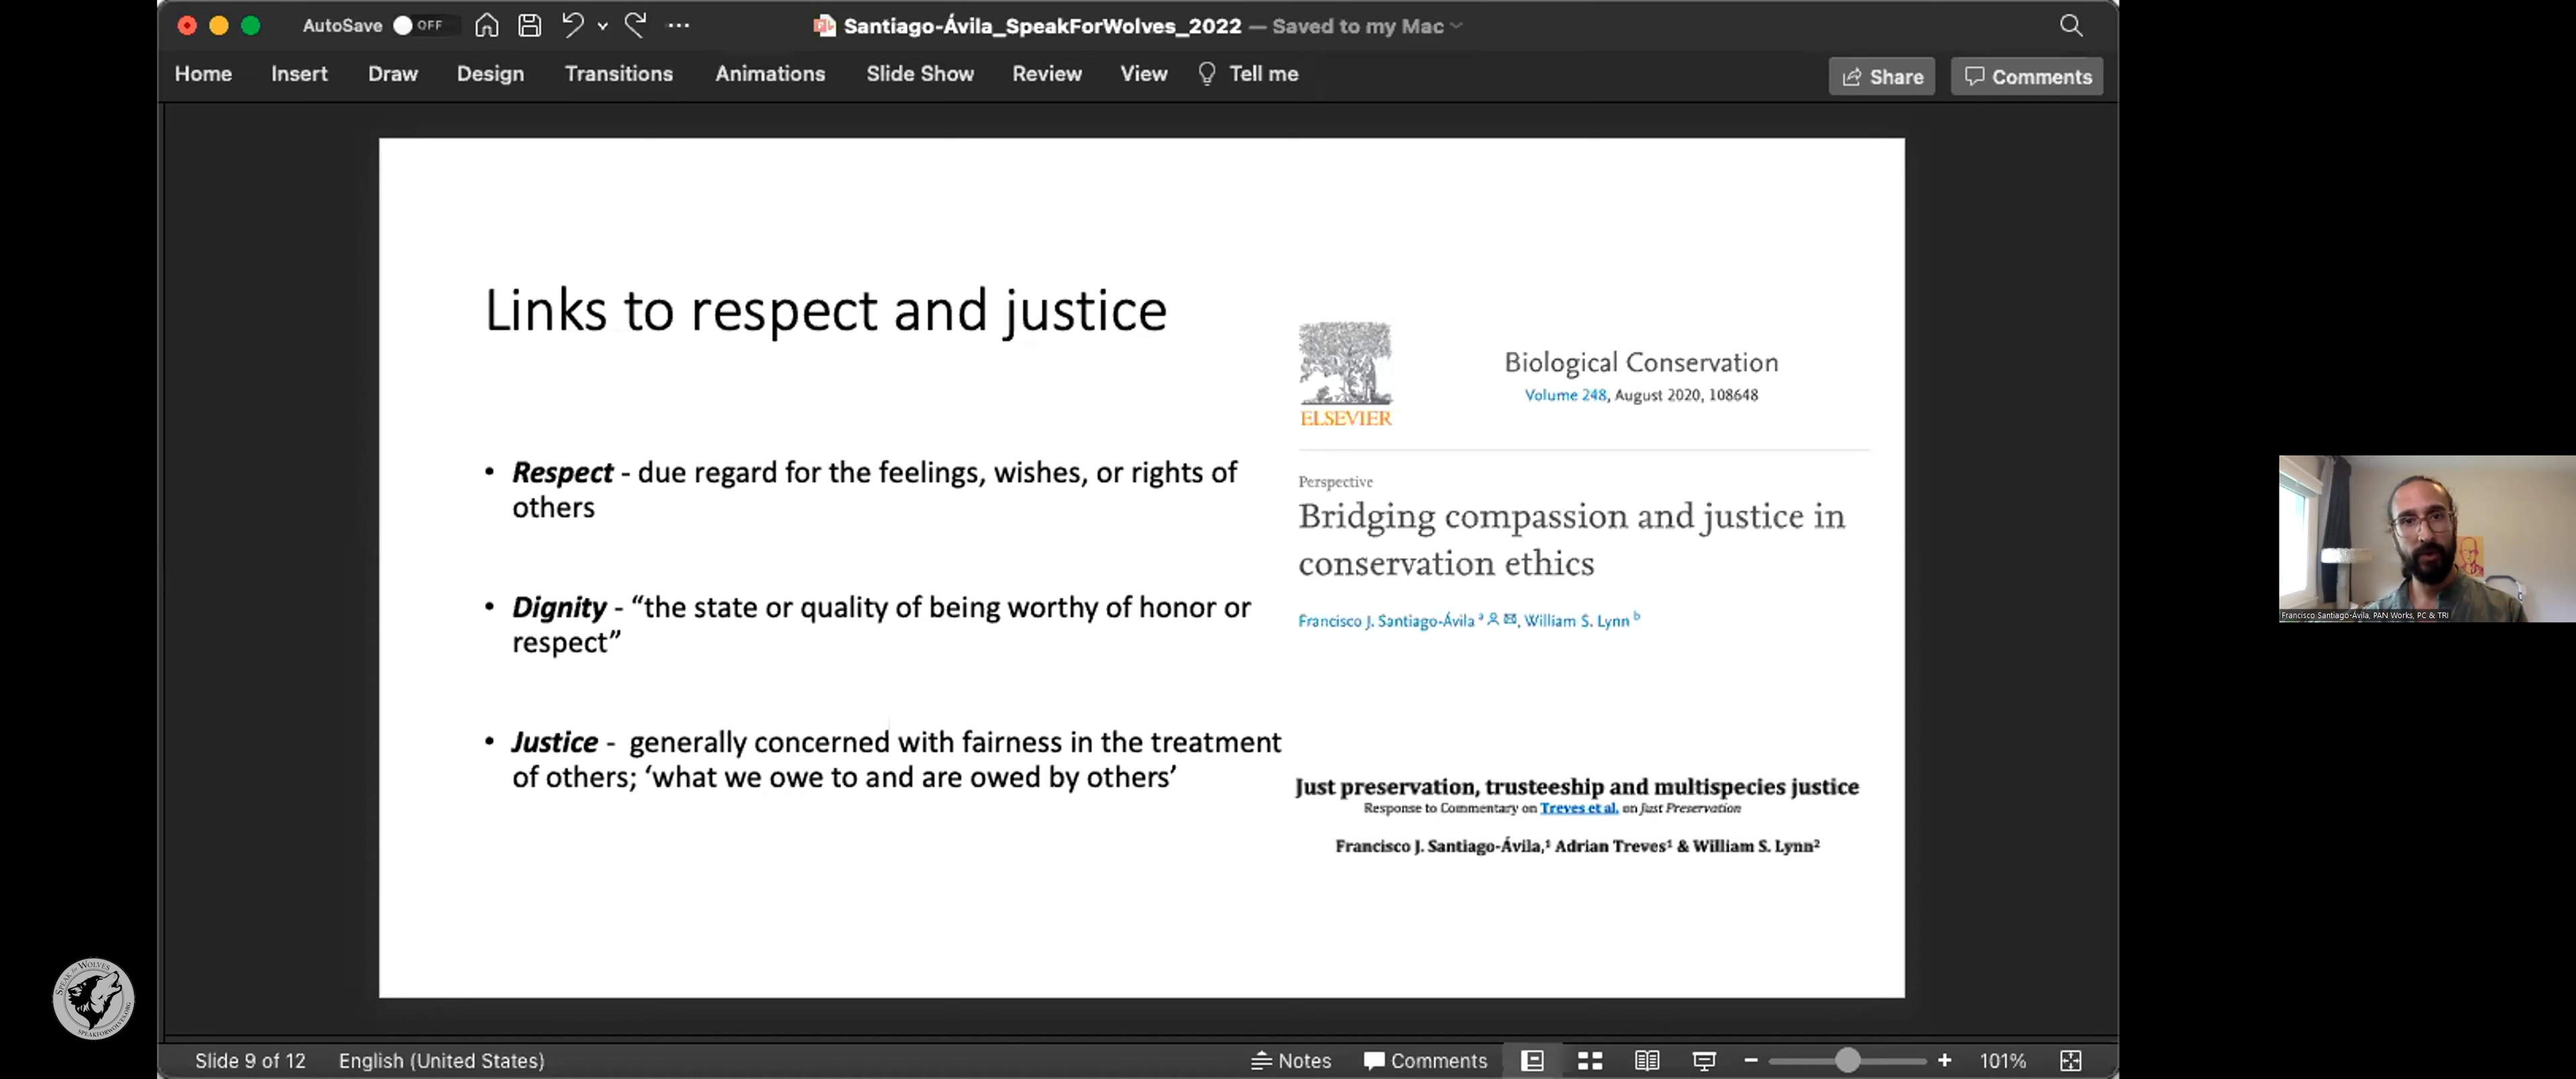 AutoSave OFF
Santiago-Ávila_SpeakForWolves_2022 — Saved to my Mac
Home Insert Draw Design Transitions Animations Slide Show Review View Tell me
Share Comments
Links to respect and justice
• Respect - due regard for the feelings, wishes, or rights of
others
• Dignity - “the state or quality of being worthy of honor or
respect”
• Justice - generally concerned with fairness in the treatment
of others; ‘what we owe to and are owed by others’
ELSEVIER
Biological Conservation
Volume 248, August 2020, 108648
Perspective
Bridging compassion and justice in
conservation ethics
Francisco J. Santiago-Ávila a, William S. Lynn b
Just preservation, trusteeship and multispecies justice
Response to Commentary on Treves et al. on Just Preservation
Francisco J. Santiago-Ávila,¹ Adrian Treves¹ & William S. Lynn²
Francisco Santiago-Ávila, PAN Works, PC & TRI
SPEAK for WOLVES
SPEAKFORWOLVES.ORG
Slide 9 of 12 English (United States)
Notes Comments 101%